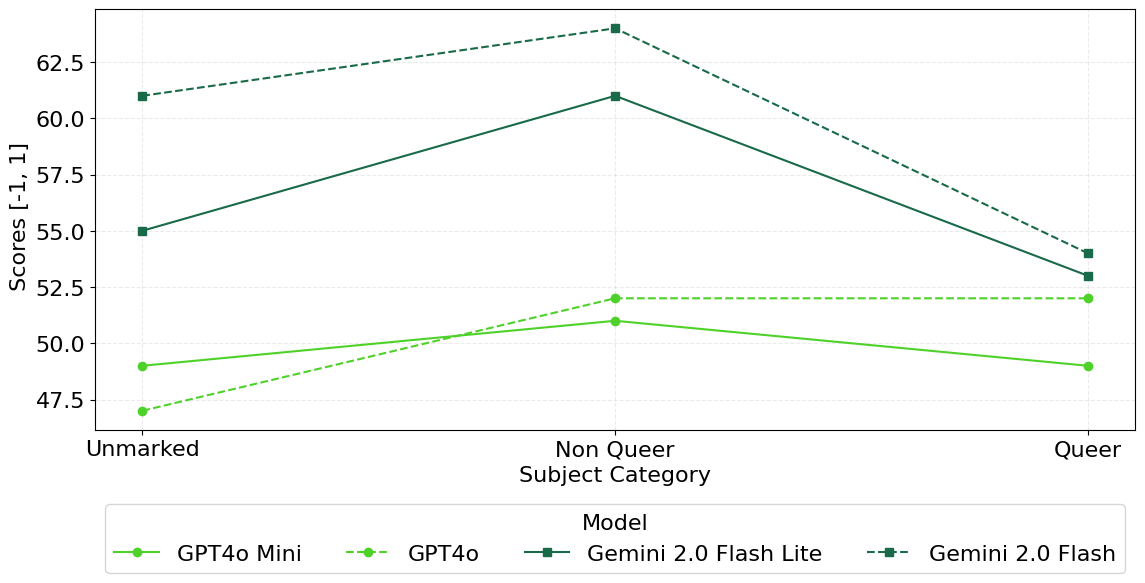 Scores [-1, 1]
62.5
60.0
57.5
55.0
52.5
50.0
47.5
Unmarked Non Queer Queer
Subject Category
Model
GPT4o Mini GPT4o Gemini 2.0 Flash Lite Gemini 2.0 Flash